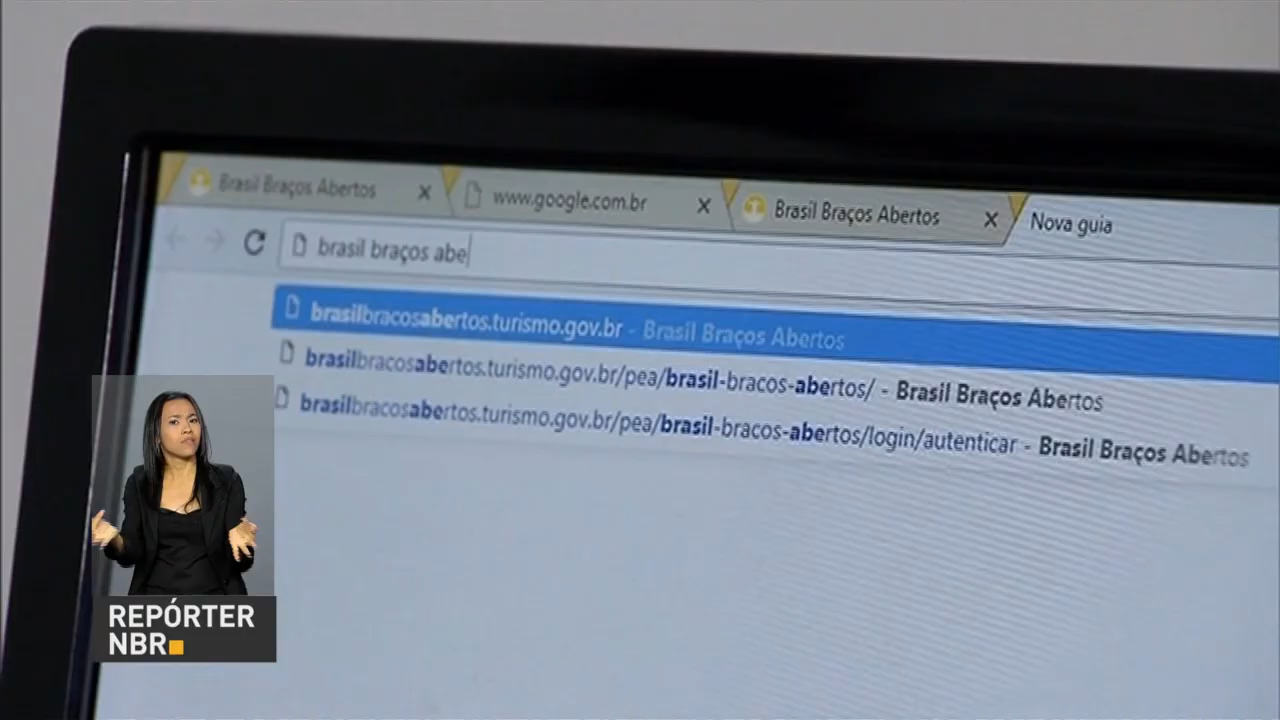 Brasil Braços Abertos
www.google.com.br
Brasil Braços Abertos
Nova guia
brasil braços abe
brasilbracosabertos.turismo.gov.br - Brasil Braços Abertos
brasilbracosabertos.turismo.gov.br/pea/brasil-bracos-abertos/ - Brasil Braços Abertos
brasilbracosabertos.turismo.gov.br/pea/brasil-bracos-abertos/login/autenticar - Brasil Braços Abertos
REPÓRTER
NBR